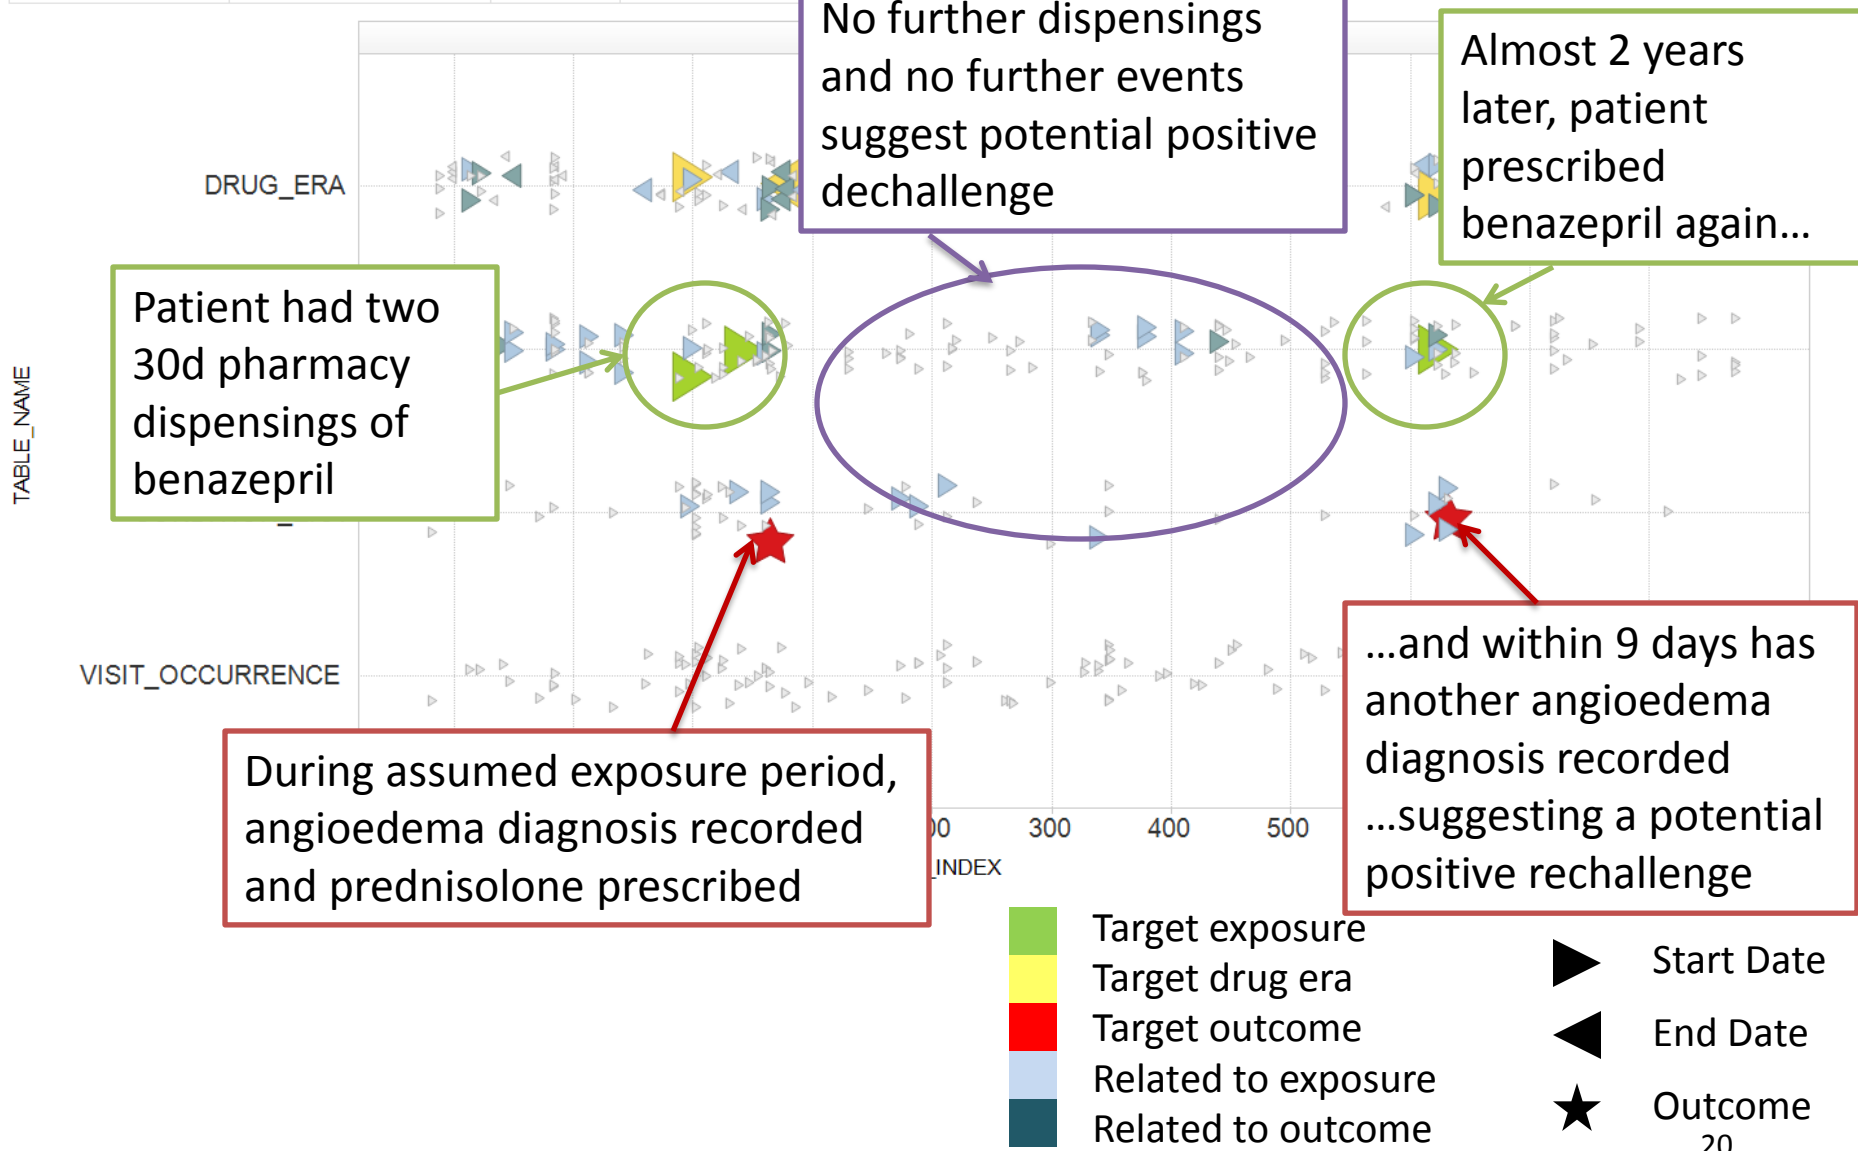 No further dispensings
and no further events
suggest potential positive
dechallenge
Almost 2 years
later, patient
prescribed
benazepril again...
DRUG_ERA
Patient had two
30d pharmacy
dispensings of
benazepril
TABLE_NAME
VISIT_OCCURRENCE
During assumed exposure period,
angioedema diagnosis recorded
and prednisolone prescribed
...and within 9 days has
another angioedema
diagnosis recorded
...suggesting a potential
positive rechallenge
300 400 500
_INDEX
Target exposure
Target drug era
Target outcome
Related to exposure
Related to outcome
Start Date
End Date
Outcome
20